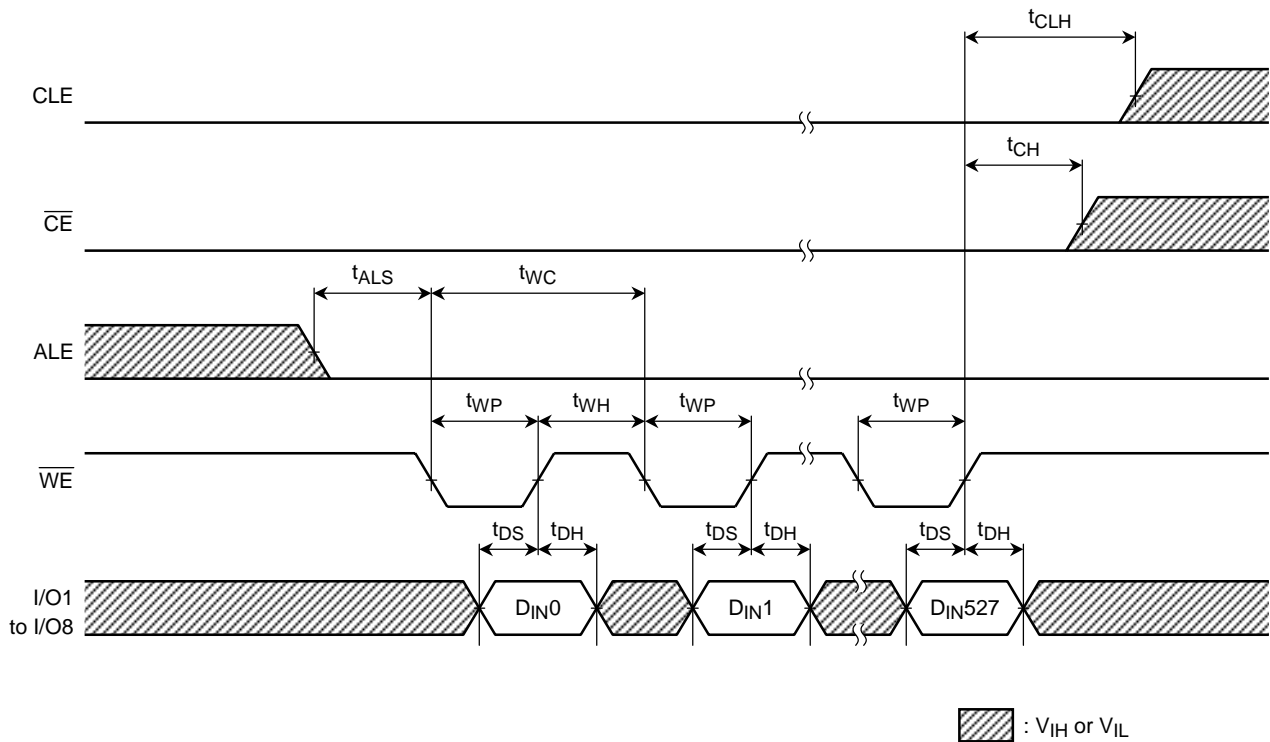 tCLH
CLE
tCH
CE
tALS
tWC
ALE
tWP
tWH
tWP
tWP
WE
tDS
tDH
tDS
tDH
tDS
tDH
I/O1
to I/O8
DIN0
DIN1
DIN527
: VIH or VIL